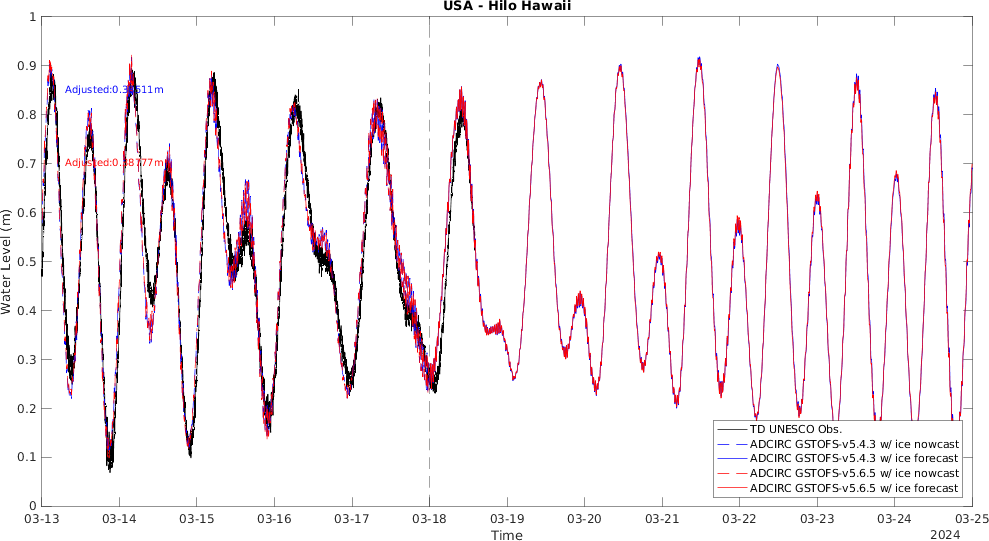 USA - Hilo Hawaii
1
0.9
0.8
0.7
0.6
0.5
0.4
0.3
0.2
0.1
0
Water Level (m)
TD UNESCO Obs.
ADCIRC GSTOFS-v5.4.3 w/ ice nowcast
ADCIRC GSTOFS-v5.4.3 w/ ice forecast
ADCIRC GSTOFS-v5.6.5 w/ ice nowcast
ADCIRC GSTOFS-v5.6.5 w/ ice forecast
03-13 03-14 03-15 03-16 03-17 03-18 03-19 03-20 03-21 03-22 03-23 03-24 03-25
Time
2024